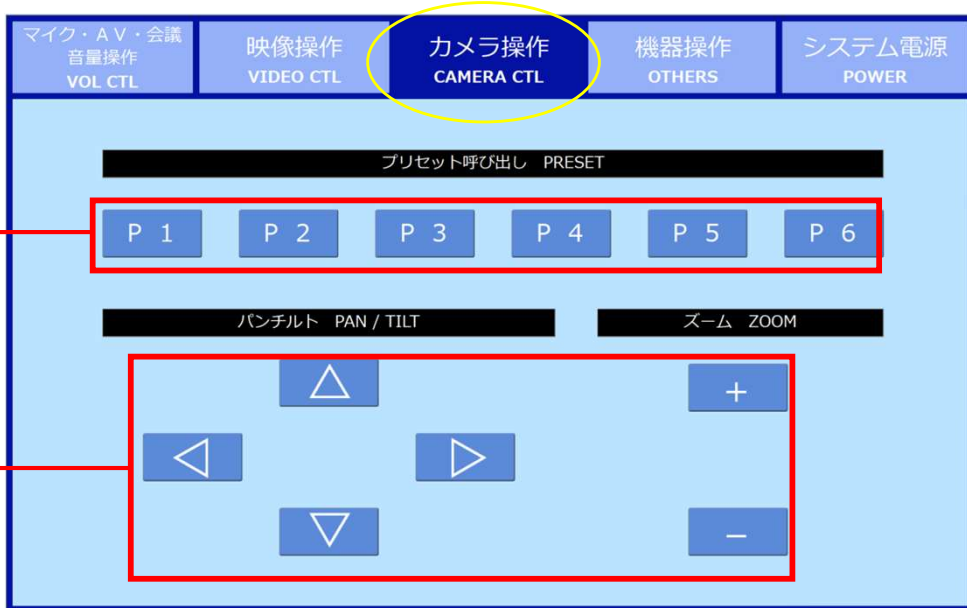 マイク・ＡＶ・会議
音量操作
VOL CTL
映像操作
VIDEO CTL
カメラ操作
CAMERA CTL
機器操作
OTHERS
システム電源
POWER
プリセット呼び出し PRESET
P 1 P 2 P 3 P 4 P 5 P 6
パンチルト PAN / TILT ズーム ZOOM
△ +
◁ ▷
▽ −